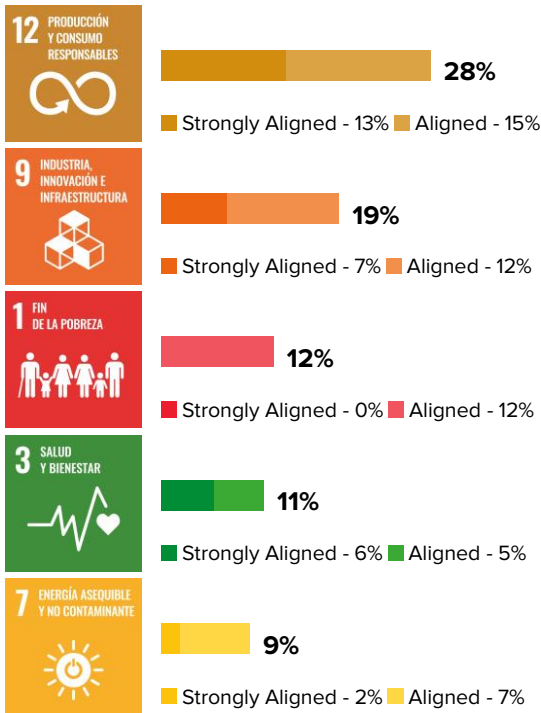 12 PRODUCCIÓN
Y CONSUMO
RESPONSABLES
28%
Strongly Aligned - 13% Aligned - 15%
9 INDUSTRIA,
INNOVACIÓN E
INFRAESTRUCTURA
19%
Strongly Aligned - 7% Aligned - 12%
1 FIN
DE LA POBREZA
12%
Strongly Aligned - 0% Aligned - 12%
3 SALUD
Y BIENESTAR
11%
Strongly Aligned - 6% Aligned - 5%
7 ENERGÍA ASEQUIBLE
Y NO CONTAMINANTE
9%
Strongly Aligned - 2% Aligned - 7%